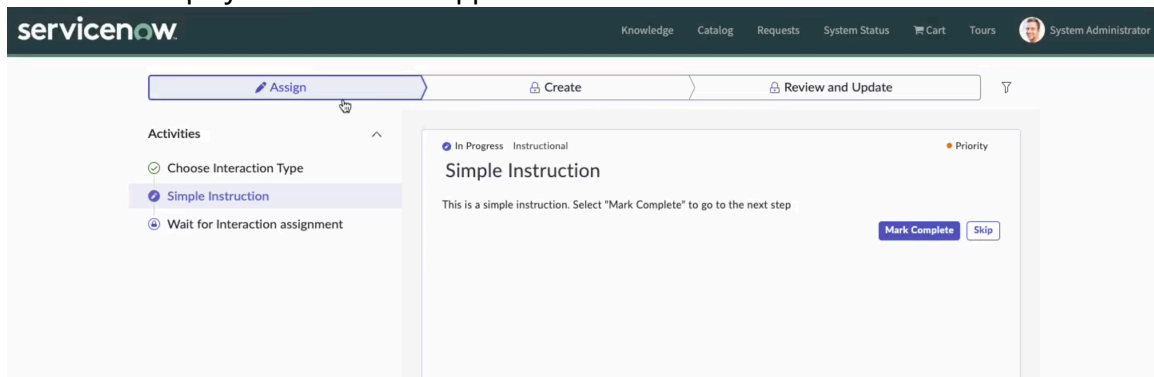 servicenow
Knowledge Catalog Requests System Status Cart Tours System Administrator
Assign Create Review and Update
Activities
Choose Interaction Type
Simple Instruction
Wait for Interaction assignment
In Progress Instructional Priority
Simple Instruction
This is a simple instruction. Select "Mark Complete" to go to the next step
Mark Complete Skip